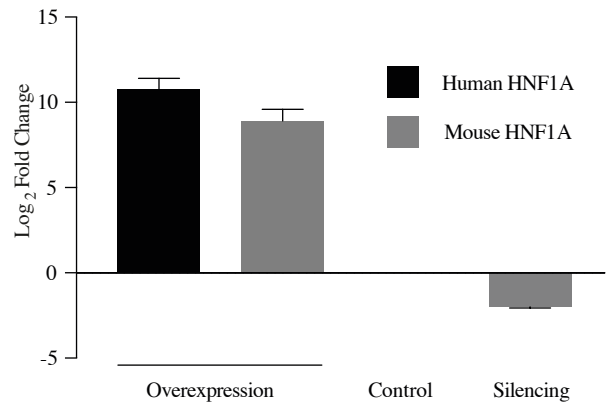 15
10
5
0
-5
Log2 Fold Change
Human HNF1A
Mouse HNF1A
Overexpression
Control
Silencing